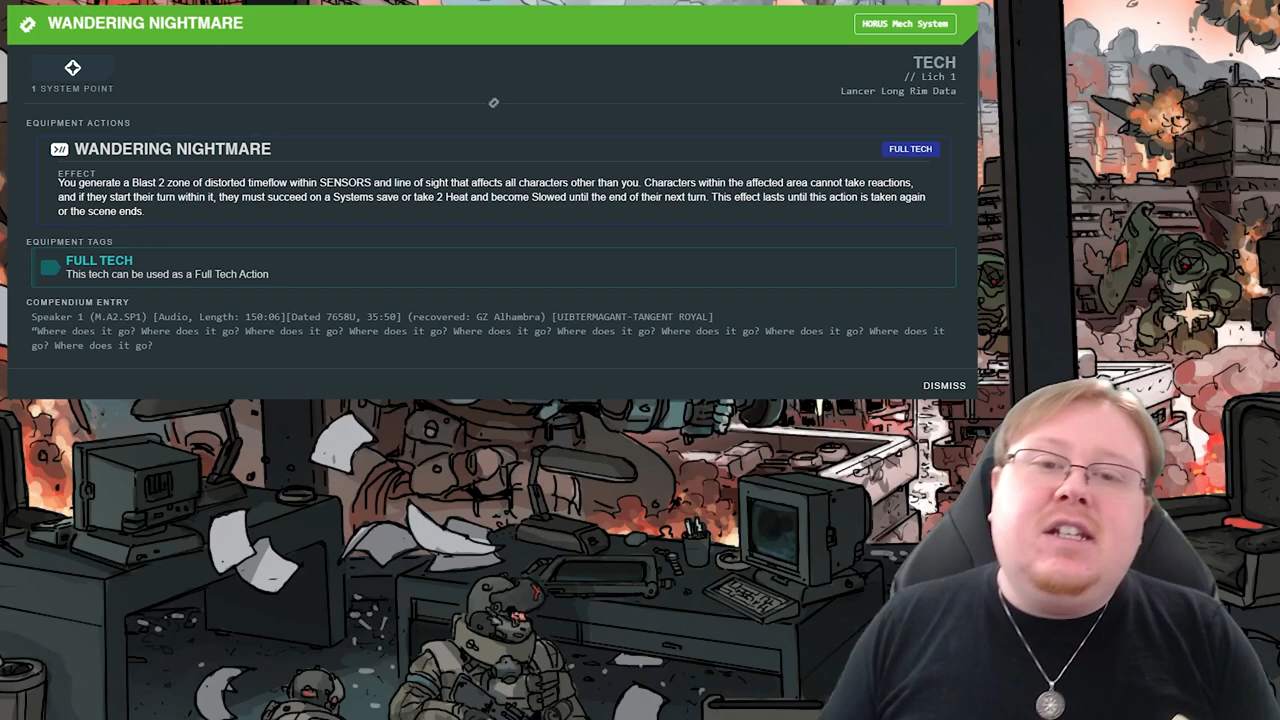 WANDERING NIGHTMARE
HORUS Mech System
1 SYSTEM POINT
TECH
// Lich 1
Lancer Long Rim Data
EQUIPMENT ACTIONS
WANDERING NIGHTMARE
FULL TECH
EFFECT
You generate a Blast 2 zone of distorted timeflow within SENSORS and line of sight that affects all characters other than you. Characters within the affected area cannot take reactions,
and if they start their turn within it, they must succeed on a Systems save or take 2 Heat and become Slowed until the end of their next turn. This effect lasts until this action is taken again
or the scene ends.
EQUIPMENT TAGS
FULL TECH
This tech can be used as a Full Tech Action
COMPENDIUM ENTRY
Speaker 1 (M.A2.SP1) [Audio, Length: 150:06][Dated 7658U, 35:50] (recovered: GZ Alhambra) [UIBTERMAGANT-TANGENT ROYAL]
“Where does it go? Where does it go? Where does it go? Where does it go? Where does it go? Where does it go? Where does it go? Where does it go? Where does it
go? Where does it go?
DISMISS